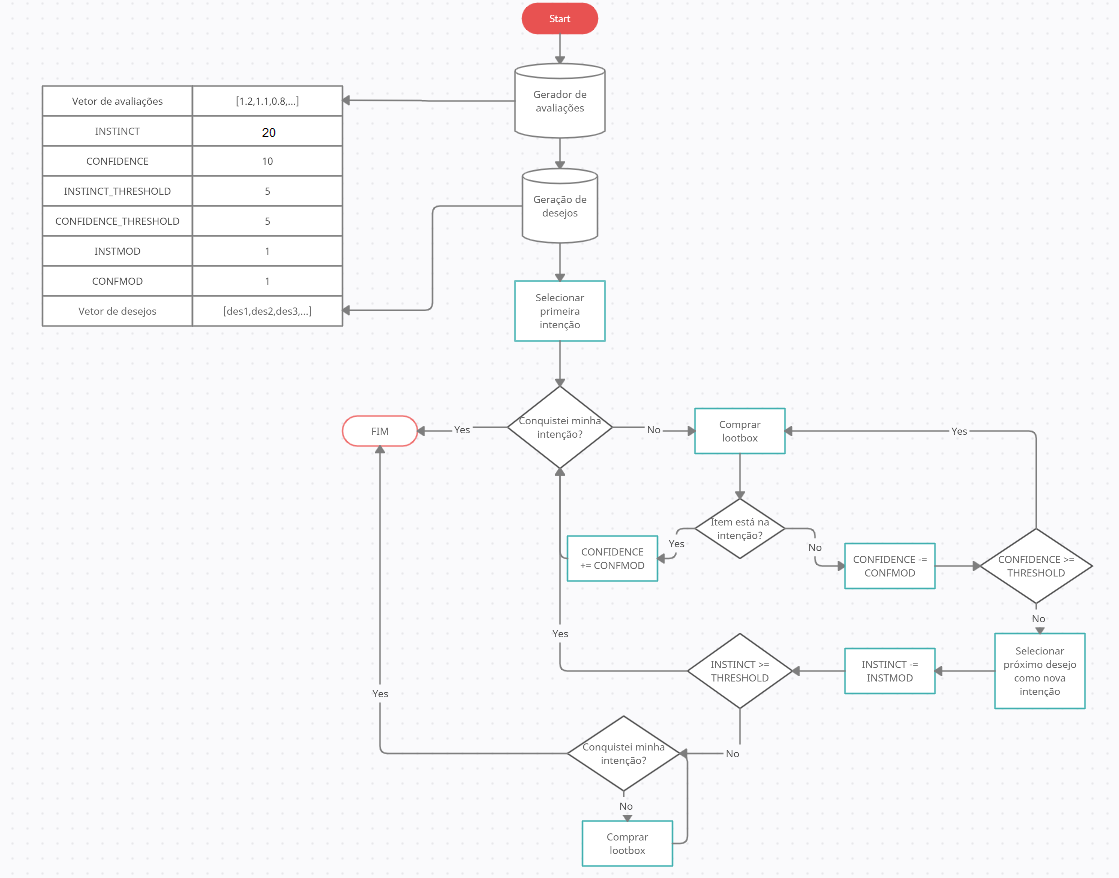 Start
Gerador de
avaliações
Vetor de avaliações
[1.2,1.1,0.8,...]
INSTINCT
20
CONFIDENCE
10
INSTINCT_THRESHOLD
5
CONFIDENCE_THRESHOLD
5
INSTMOD
1
CONFMOD
1
Vetor de desejos
[des1,des2,des3,...]
Geração de
desejos
Selecionar
primeira
intenção
Conquistei minha
intenção?
Yes
FIM
No
Comprar
lootbox
Yes
Item está na
intenção?
Yes
CONFIDENCE
+= CONFMOD
No
CONFIDENCE -=
CONFMOD
CONFIDENCE >=
THRESHOLD
No
Selecionar
próximo desejo
como nova
intenção
INSTINCT -=
INSTMOD
INSTINCT >=
THRESHOLD
Yes
No
Conquistei minha
intenção?
Yes
No
Comprar
lootbox